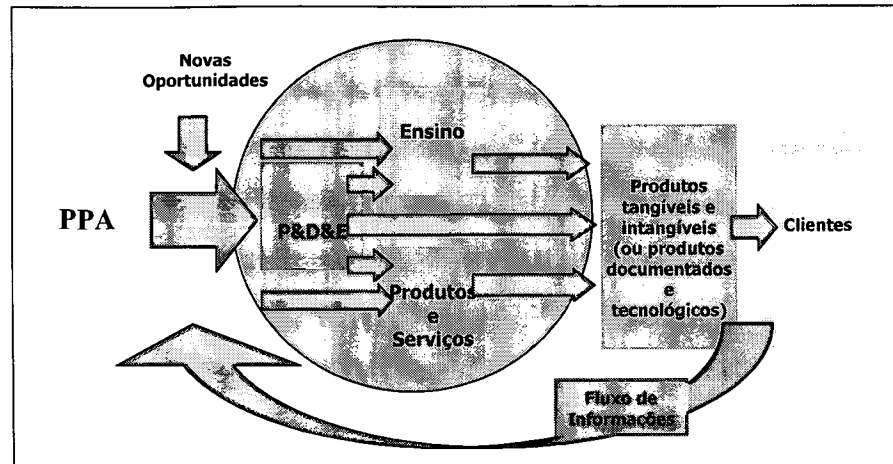 Novas
Oportunidades
PPA
Ensino
P&D&E
Produtos
e
Serviços
Produtos
tangíveis e
intangíveis
(ou produtos
documentados
e
tecnológicos)
Clientes
Fluxo de
Informações